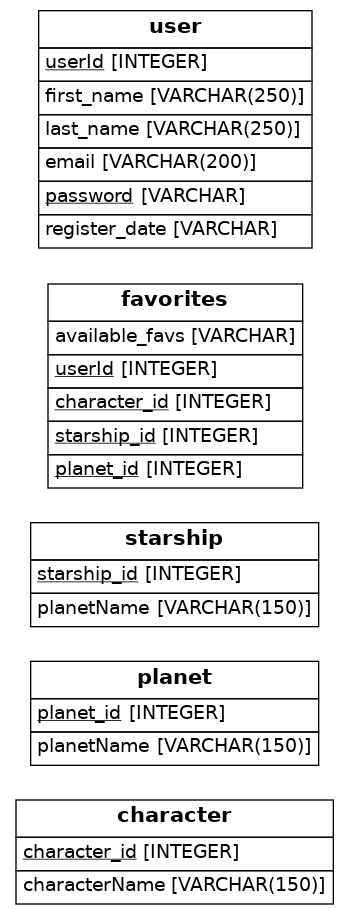 user
userId [INTEGER]
first_name [VARCHAR(250)]
last_name [VARCHAR(250)]
email [VARCHAR(200)]
password [VARCHAR]
register_date [VARCHAR]
favorites
available_favs [VARCHAR]
userId [INTEGER]
character_id [INTEGER]
starship_id [INTEGER]
planet_id [INTEGER]
starship
starship_id [INTEGER]
planetName [VARCHAR(150)]
planet
planet_id [INTEGER]
planetName [VARCHAR(150)]
character
character_id [INTEGER]
characterName [VARCHAR(150)]